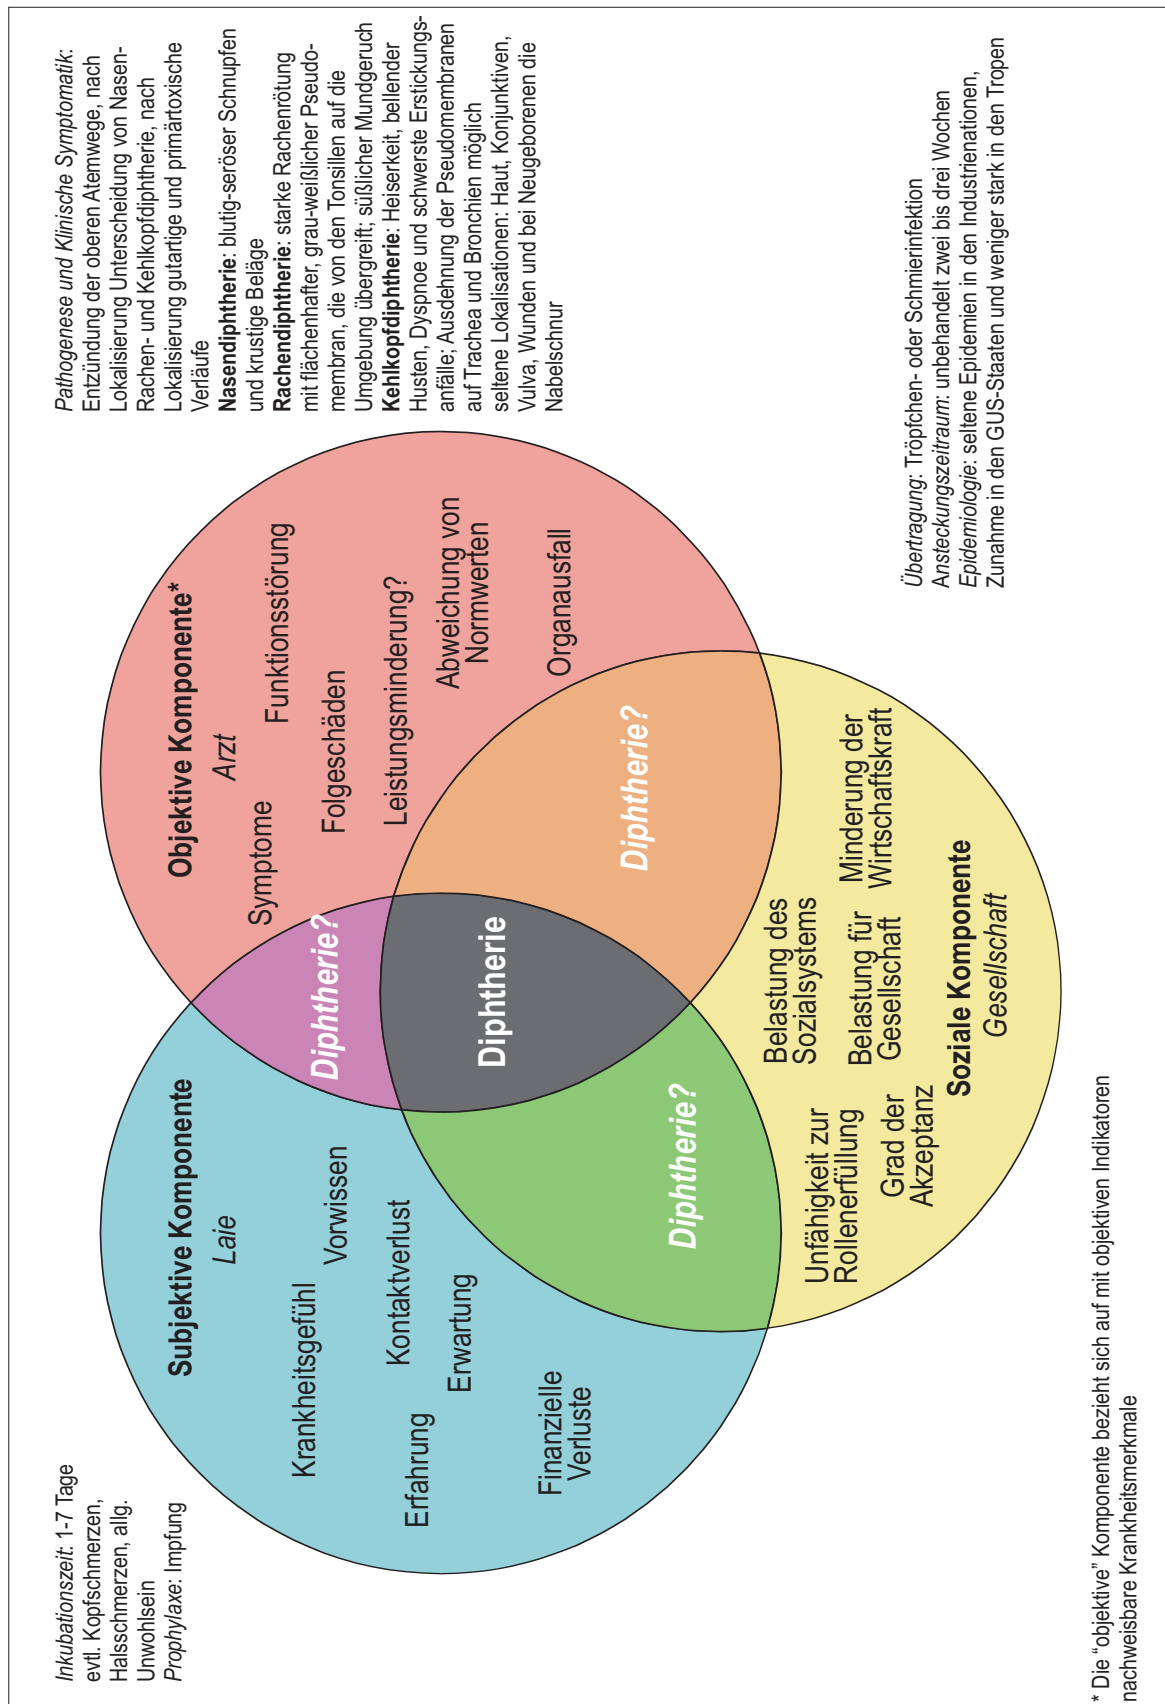 Inkubationszeit: 1-7 Tage
evtl. Kopfschmerzen,
Halsschmerzen, allg.
Unwohlsein
Prophylaxe: Impfung
Subjektive Komponente
Laie
Krankheitsgefühl
Vorwissen
Erfahrung
Kontaktverlust
Erwartung
Finanzielle
Verluste
Objektive Komponente*
Arzt
Symptome
Funktionsstörung
Folgeschäden
Leistungsminderung?
Abweichung von
Normwerten
Organausfall
Pathogenese und Klinische Symptomatik:
Entzündung der oberen Atemwege, nach
Lokalisierung Unterscheidung von Nasen-
Rachen- und Kehlkopfdiphtherie, nach
Lokalisierung gutartige und primärtoxische
Verläufe
Nasendiphtherie: blutig-seröser Schnupfen
und krustige Beläge
Rachendiphtherie: starke Rachenrötung
mit flächenhafter, grau-weißlicher Pseudo-
membran, die von den Tonsillen auf die
Umgebung übergreift; süßlicher Mundgeruch
Kehlkopfdiphtherie: Heiserkeit, bellender
Husten, Dyspnoe und schwerste Erstickungs-
anfälle; Ausdehnung der Pseudomembranen
auf Trachea und Bronchien möglich
seltene Lokalisationen: Haut, Konjunktiven,
Vulva, Wunden und bei Neugeborenen die
Nabelschnur
Diphtherie?
Diphtherie
Diphtherie?
Diphtherie?
Unfähigkeit zur
Rollenerfüllung
Grad der
Akzeptanz
Belastung des
Sozialsystems
Belastung für
Gesellschaft
Minderung der
Wirtschaftskraft
Soziale Komponente
Gesellschaft
Übertragung: Tröpfchen- oder Schmierinfektion
Ansteckungszeitraum: unbehandelt zwei bis drei Wochen
Epidemiologie: seltene Epidemien in den Industrienationen,
Zunahme in den GUS-Staaten und weniger stark in den Tropen
* Die "objektive" Komponente bezieht sich auf mit objektiven Indikatoren
nachweisbare Krankheitsmerkmale